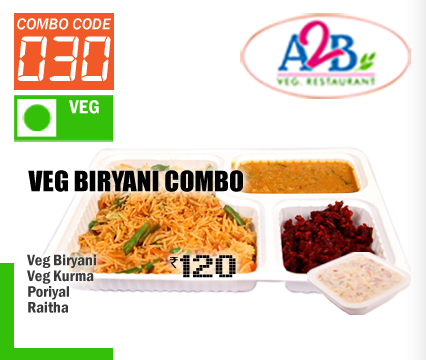 COMBO CODE
030
VEG
A2B
VEG. RESTAURANT
VEG BIRYANI COMBO
Veg Biryani
Veg Kurma
Poriyal
Raitha
₹120